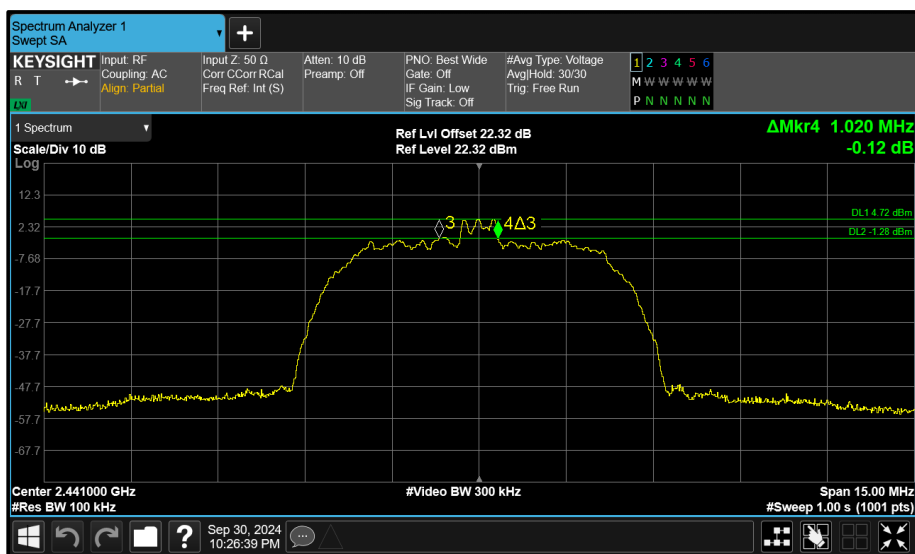 Spectrum Analyzer 1
Swept SA
▼
+
KEYSIGHT
R T
LXI
Input: RF
Coupling: AC
Align: Partial
Input Z: 50 Ω
Corr CCorr RCal
Freq Ref: Int (S)
Atten: 10 dB
Preamp: Off
PNO: Best Wide
Gate: Off
IF Gain: Low
Sig Track: Off
#Avg Type: Voltage
Avg|Hold: 30/30
Trig: Free Run
1 2 3 4 5 6
M W W W W W
P N N N N N
1 Spectrum
Scale/Div 10 dB
Log
Ref Lvl Offset 22.32 dB
Ref Level 22.32 dBm
ΔMkr4 1.020 MHz
-0.12 dB
12.3
DL1 4.72 dBm
3
4Δ3
2.32
DL2 -1.28 dBm
-7.68
-17.7
-27.7
-37.7
-47.7
-57.7
-67.7
Center 2.441000 GHz
#Res BW 100 kHz
#Video BW 300 kHz
Span 15.00 MHz
#Sweep 1.00 s (1001 pts)
?
Sep 30, 2024
10:26:39 PM